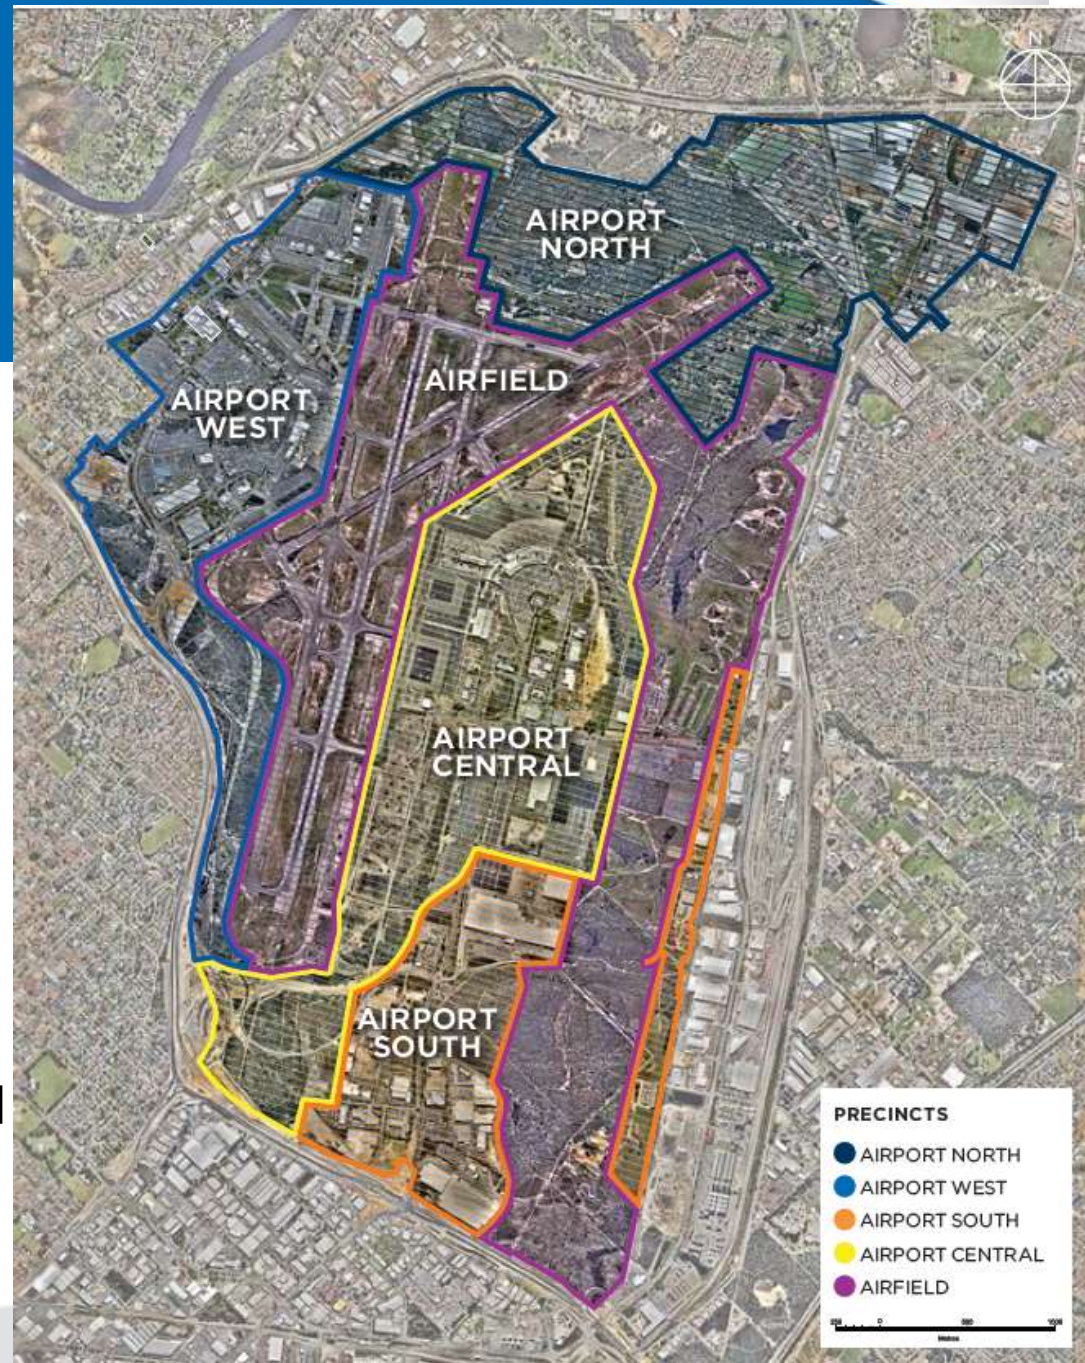 N
AIRPORT
NORTH
AIRFIELD
AIRPORT
WEST
AIRPORT
CENTRAL
AIRPORT
SOUTH
PRECINCTS
AIRPORT NORTH
AIRPORT WEST
AIRPORT SOUTH
AIRPORT CENTRAL
AIRFIELD